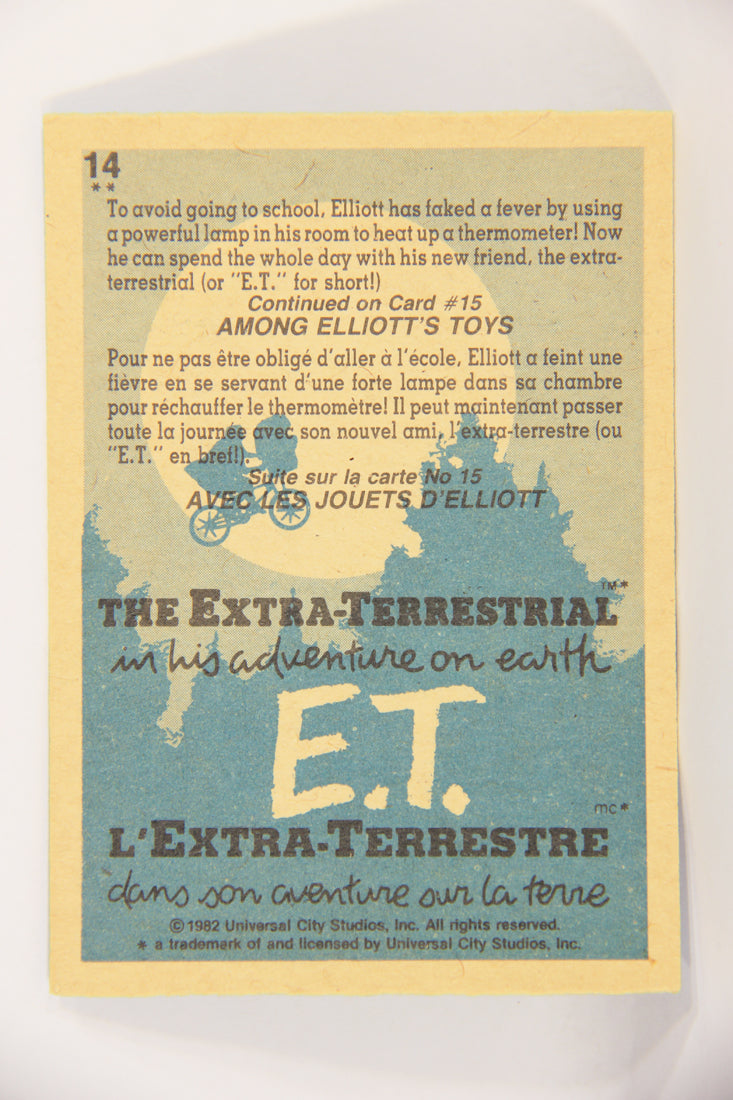 14
**
To avoid going to school, Elliott has faked a fever by using
a powerful lamp in his room to heat up a thermometer! Now
he can spend the whole day with his new friend, the extra-
terrestrial (or "E.T." for short!)
Continued on Card #15
AMONG ELLIOTT'S TOYS
Pour ne pas être obligé d'aller à l'école, Elliott a feint une
fièvre en se servant d'une forte lampe dans sa chambre
pour réchauffer le thermomètre! Il peut maintenant passer
toute la journée avec son nouvel ami, l'extra-terrestre (ou
"E.T." en bref!).
Suite sur la carte No 15
AVEC LES JOUETS D'ELLIOTT
THE EXTRA-TERRESTRIAL™*
in his adventure on earth
E.T.
mc*
L'EXTRA-TERRESTRE
dans son aventure sur la terre
©1982 Universal City Studios, Inc. All rights reserved.
* a trademark of and licensed by Universal City Studios, Inc.